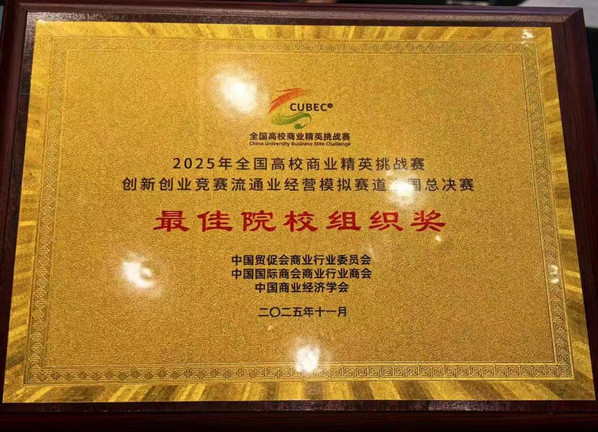 CUBEC®
全国高校商业精英挑战赛
China University Business Elite Challenge
2025年全国高校商业精英挑战赛
创新创业竞赛流通业经营模拟赛道 国总决赛
最佳院校组织奖
中国贸促会商业行业委员会
中国国际商会商业行业商会
中国商业经济学会
二〇二五年十一月